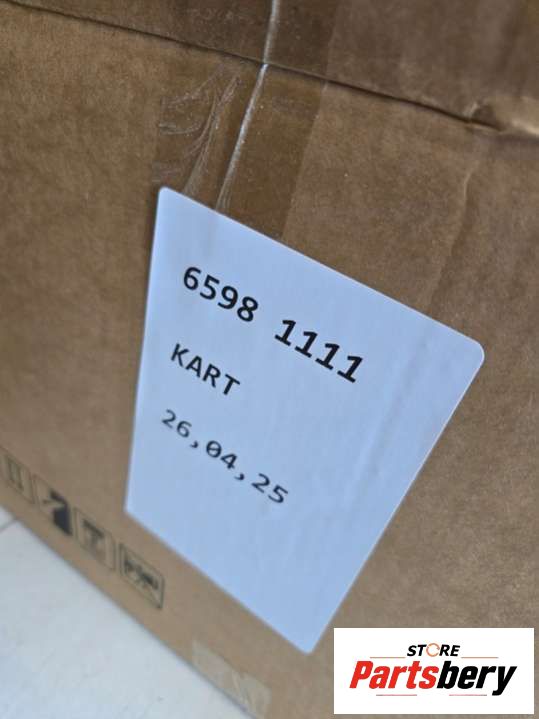 6598 1111
KART
26,04,25
STORE
Partsbery